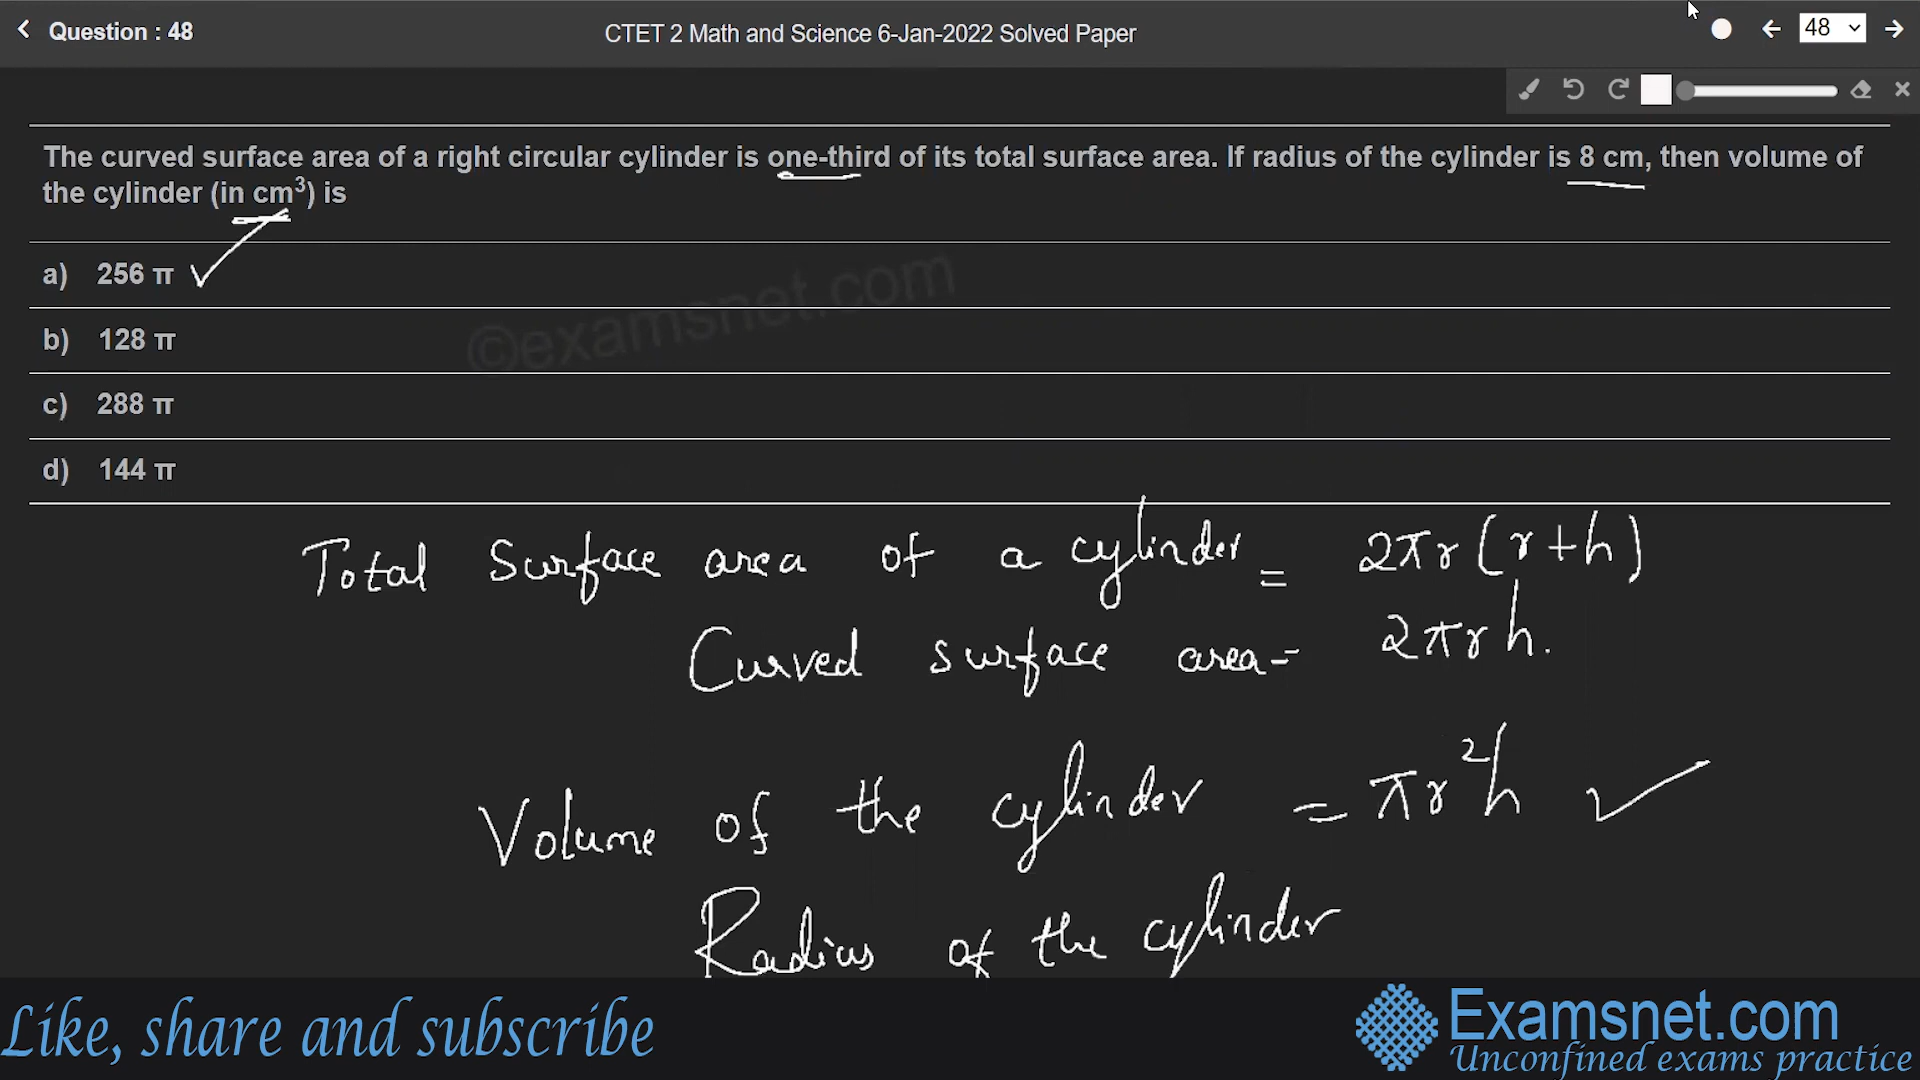 Question : 48
CTET 2 Math and Science 6-Jan-2022 Solved Paper
48
The curved surface area of a right circular cylinder is one-third of its total surface area. If radius of the cylinder is 8 cm, then volume of
the cylinder (in cm³) is
a) 256 π
b) 128 π
c) 288 π
d) 144 π
©examsnet.com
Total Surface area of a cylinder = 2πr(r+h)
Curved surface area = 2πrh.
Volume of the cylinder = πr²h
Radius of the cylinder
Like, share and subscribe
Examsnet.com
Unconfined exams practice